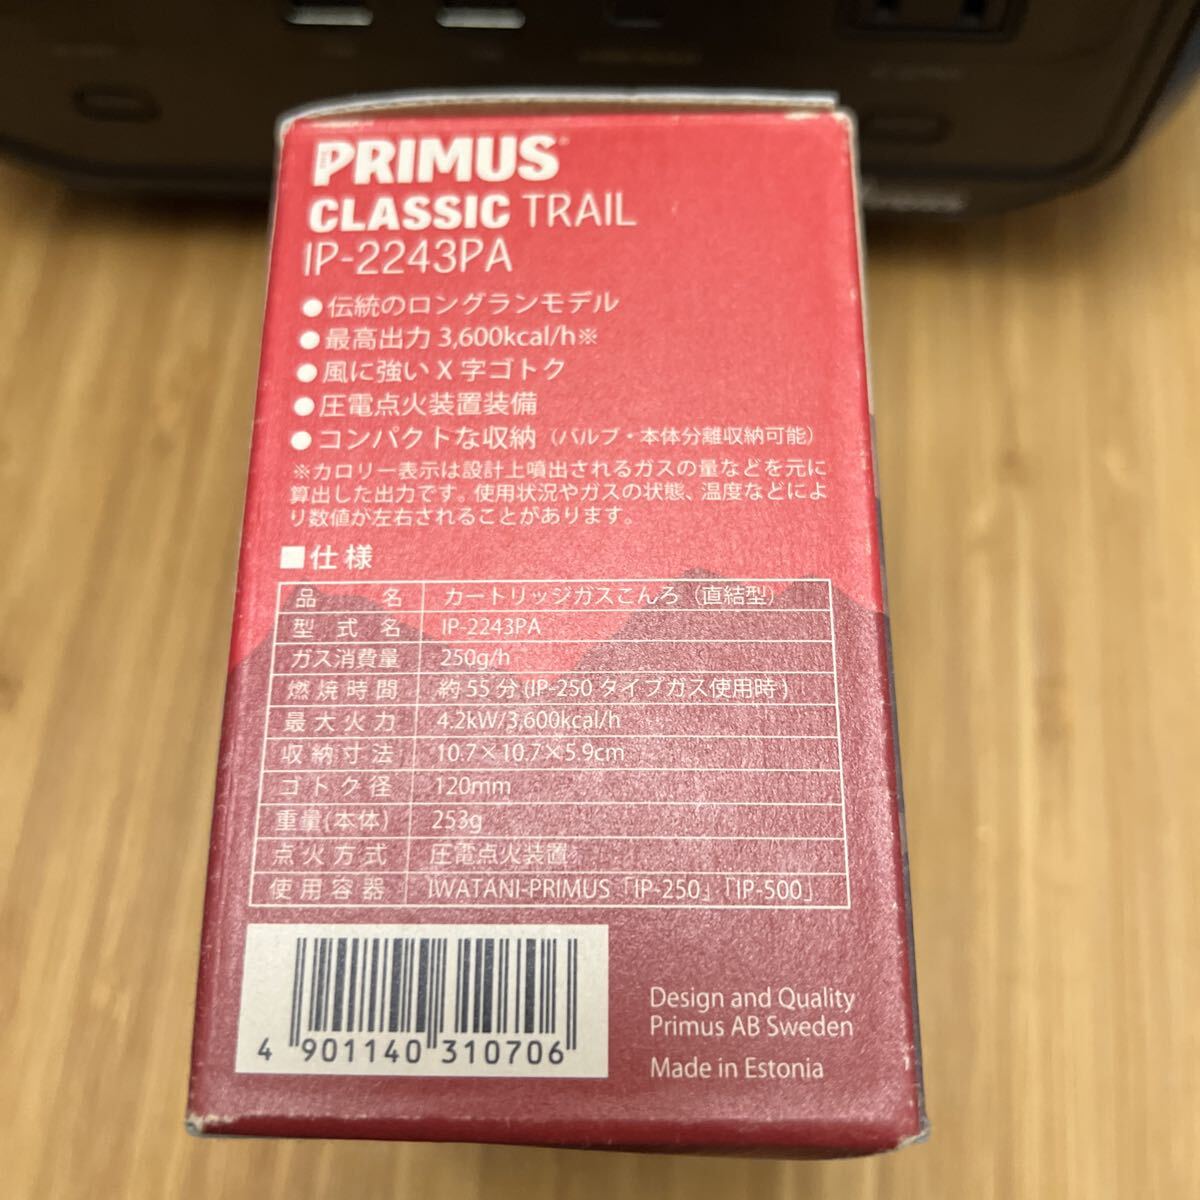 PRIMUS
CLASSIC TRAIL
IP-2243PA
●伝統のロングランモデル
●最高出力 3,600kcal/h※
●風に強い X 字ゴトク
●圧電点火装置装備
●コンパクトな収納（バルブ・本体分離収納可能）
※カロリー表示は設計上噴出されるガスの量などを元に
算出した出力です。使用状況やガスの状態、温度などによ
り数値が左右されることがあります。
■仕様
品名 カートリッジガスこんろ（直結型）
型式名 IP-2243PA
ガス消費量 250g/h
燃焼時間 約 55 分 (IP-250 タイプガス使用時 )
最大火力 4.2kW/3,600kcal/h
収納寸法 10.7×10.7×5.9cm
ゴトク径 120mm
重量(本体) 253g
点火方式 圧電点火装置
使用容器 IWATANI-PRIMUS「IP-250」「IP-500」
4 901140 310706
Design and Quality
Primus AB Sweden
Made in Estonia